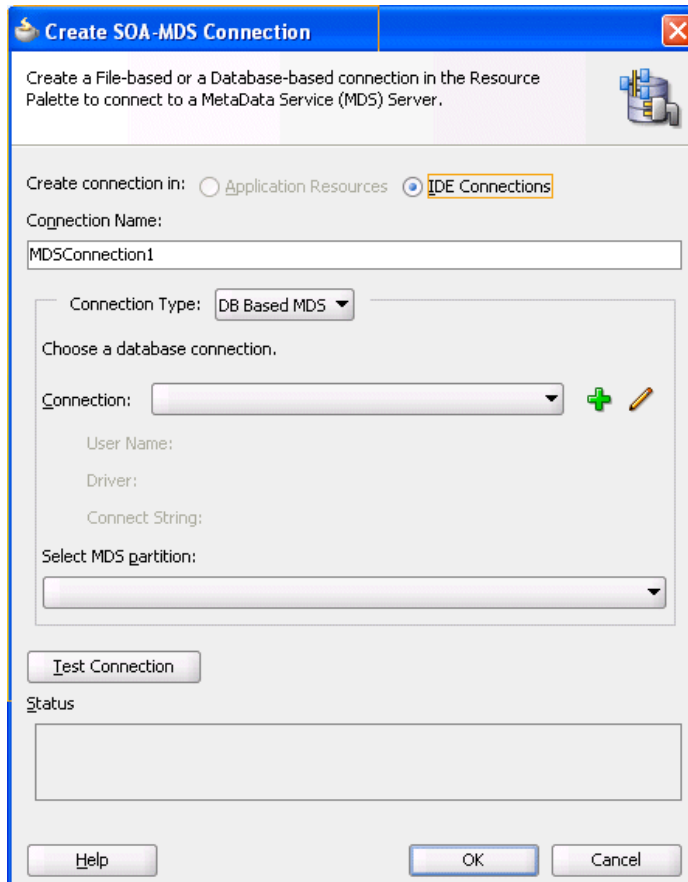 Create SOA-MDS Connection
Create a File-based or a Database-based connection in the Resource
Palette to connect to a MetaData Service (MDS) Server.
Create connection in: Application Resources IDE Connections
Connection Name:
MDSConnection1
Connection Type: DB Based MDS
Choose a database connection.
Connection:
User Name:
Driver:
Connect String:
Select MDS partition:
Test Connection
Status
Help OK Cancel